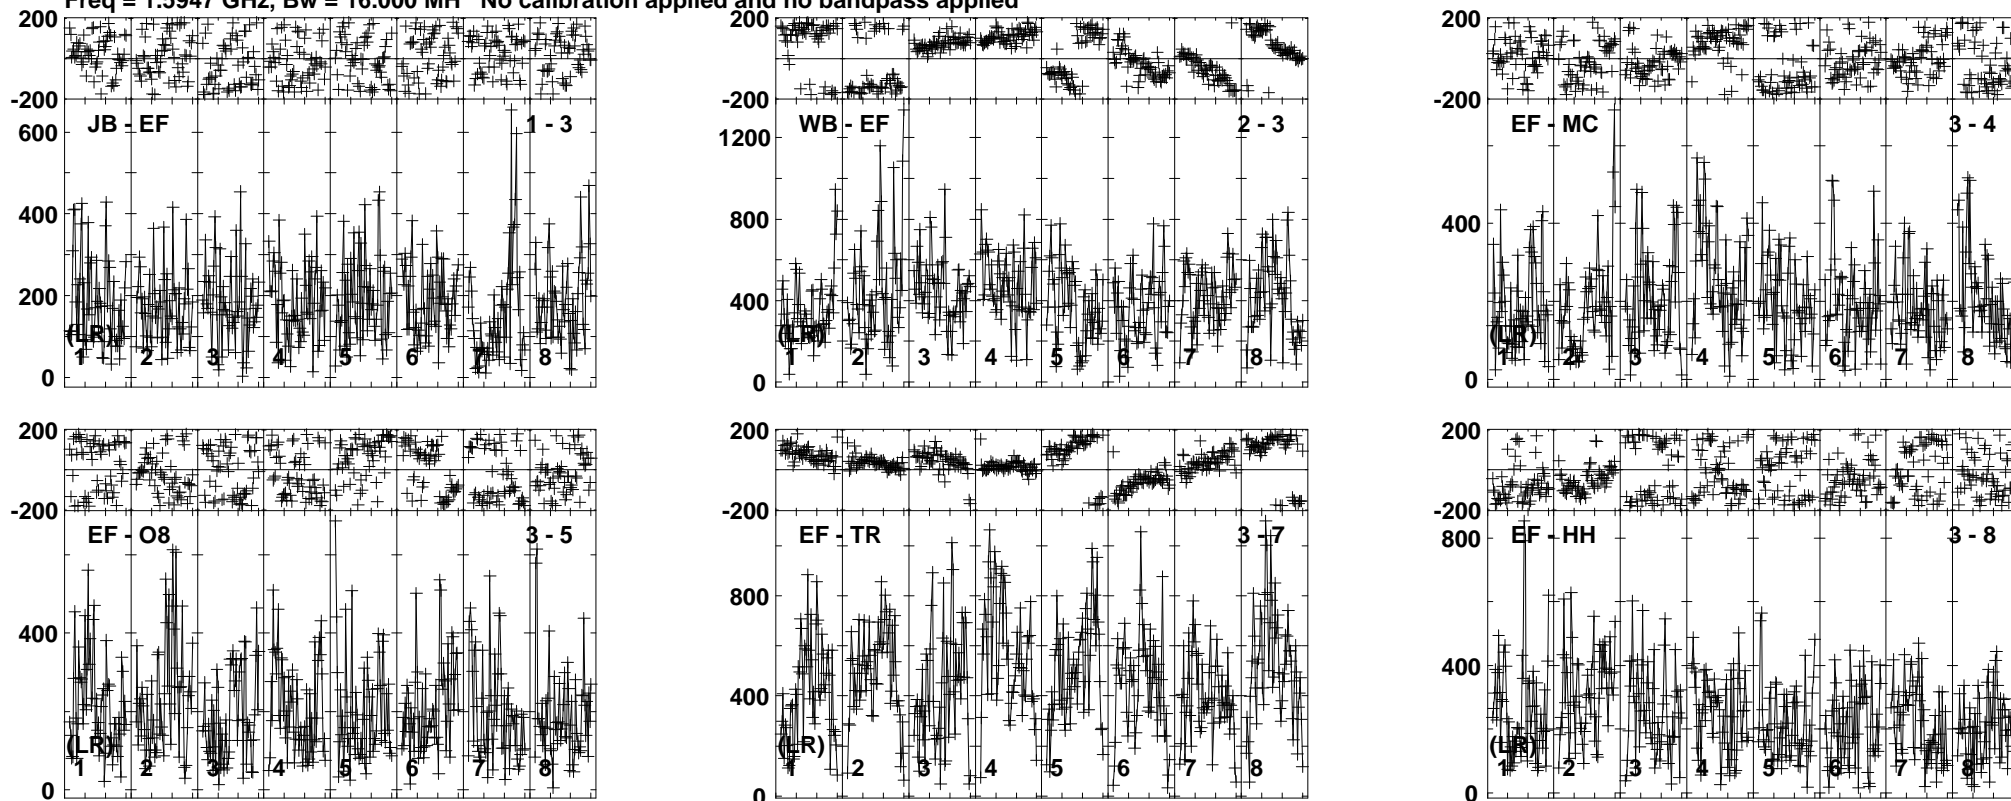 Freq = 1.5947 GHz, Bw = 16.000 MH No calibration applied and no bandpass applied
200
-200
JB - EF
1 - 3
600
400
200
0
(LR)
1 2 3 4 5 6 7 8
200
-200
WB - EF
2 - 3
1200
800
400
0
(LR)
1 2 3 4 5 6 7 8
200
-200
EF - MC
3 - 4
400
0
(LR)
1 2 3 4 5 6 7 8
200
-200
EF - O8
3 - 5
400
0
(LR)
1 2 3 4 5 6 7 8
200
-200
EF - TR
3 - 7
800
400
0
(LR)
1 2 3 4 5 6 7 8
200
-200
EF - HH
3 - 8
800
400
0
(LR)
1 2 3 4 5 6 7 8